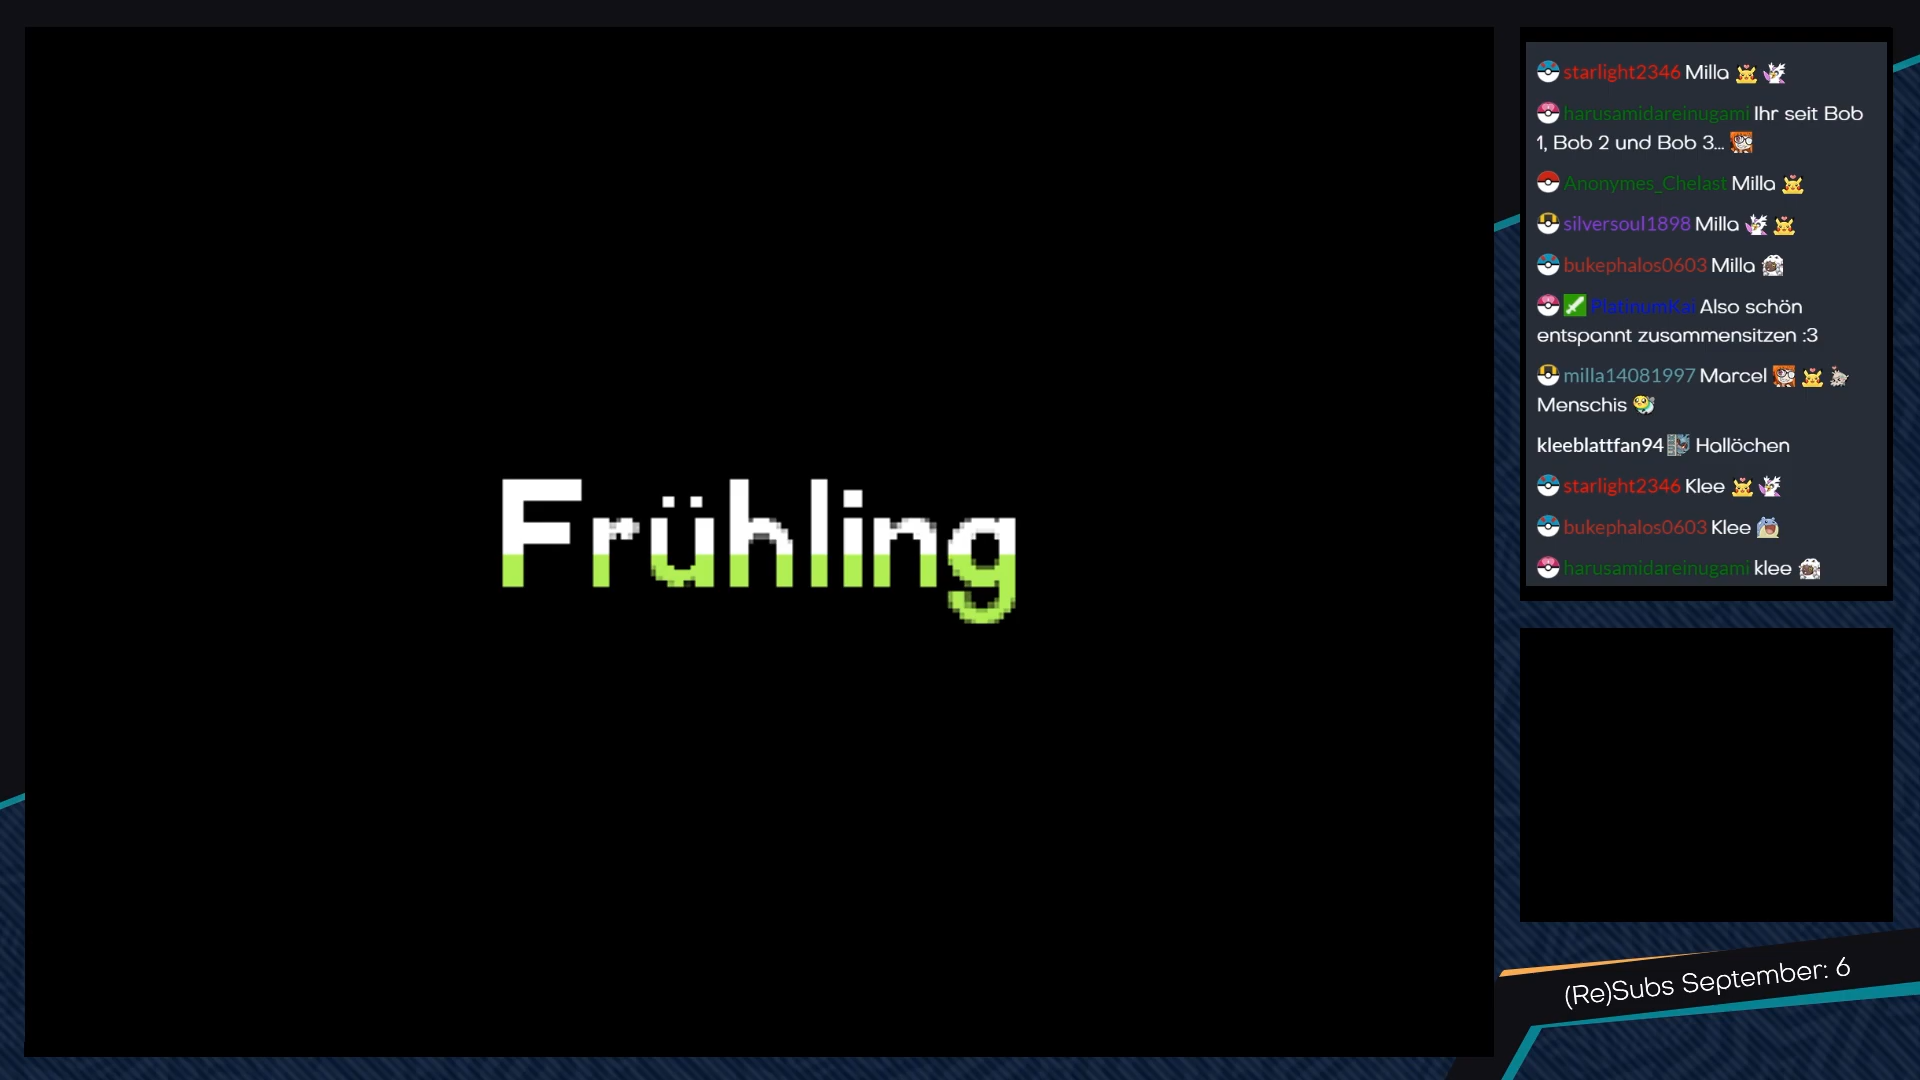 Frühling
starlight2346 Milla
harusamidareinugami Ihr seit Bob
1, Bob 2 und Bob 3...
Anonymes_Chelast Milla
silversoul1898 Milla
bukephalos0603 Milla
PlatinumKai Also schön
entspannt zusammensitzen :3
milla14081997 Marcel
Menschis
kleeblattfan94 Hallöchen
starlight2346 Klee
bukephalos0603 Klee
harusamidareinugami klee
(Re)Subs September: 6